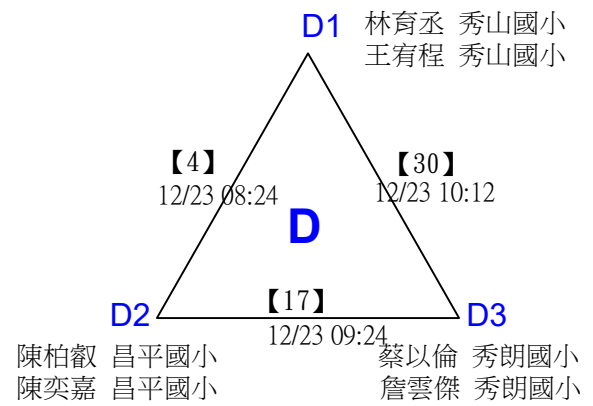 D1 林育丞 秀山國小
王宥程 秀山國小
【4】
12/23 08:24
【30】
12/23 10:12
D
D2
【17】
12/23 09:24
D3
陳柏叡 昌平國小
陳奕嘉 昌平國小
蔡以倫 秀朗國小
詹雲傑 秀朗國小